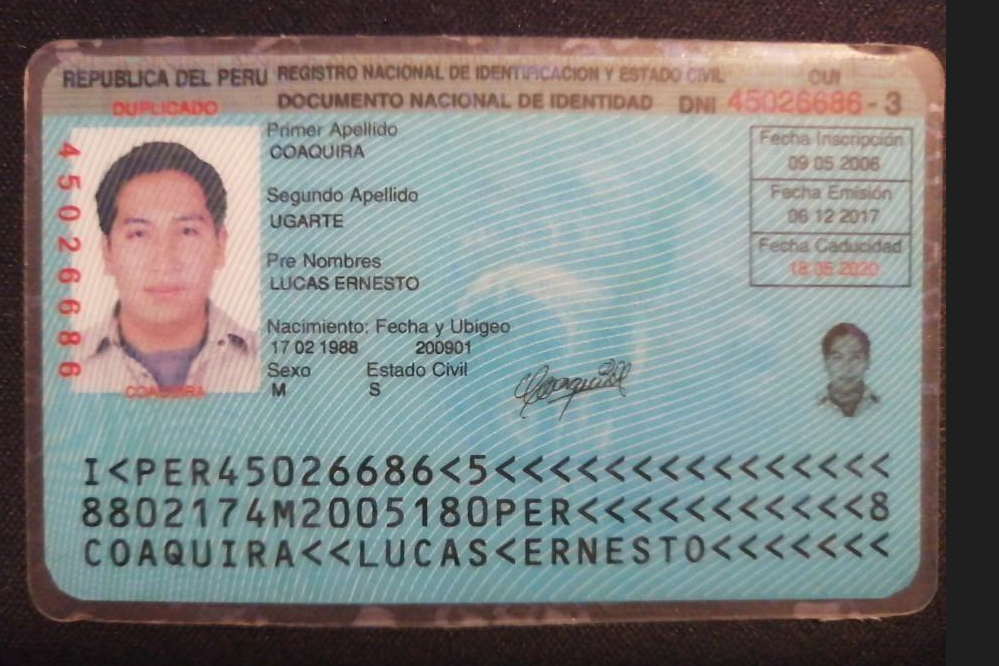 REPUBLICA DEL PERU
REGISTRO NACIONAL DE IDENTIFICACION Y ESTADO CIVIL
CUI
DUPLICADO
DOCUMENTO NACIONAL DE IDENTIDAD
DNI 45026686 - 3
45026686
Primer Apellido
COAQUIRA
Segundo Apellido
UGARTE
Pre Nombres
LUCAS ERNESTO
Nacimiento: Fecha y Ubigeo
17 02 1988 200901
Sexo Estado Civil
M S
Fecha Inscripción
09 05 2006
Fecha Emisión
06 12 2017
Fecha Caducidad
18 05 2020
COAQUIRA
Coaquira
I<PER45026686<5<<<<<<<<<<<<<<<
8802174M2005180PER<<<<<<<<<<<8
COAQUIRA<<LUCAS<ERNESTO<<<<<<<